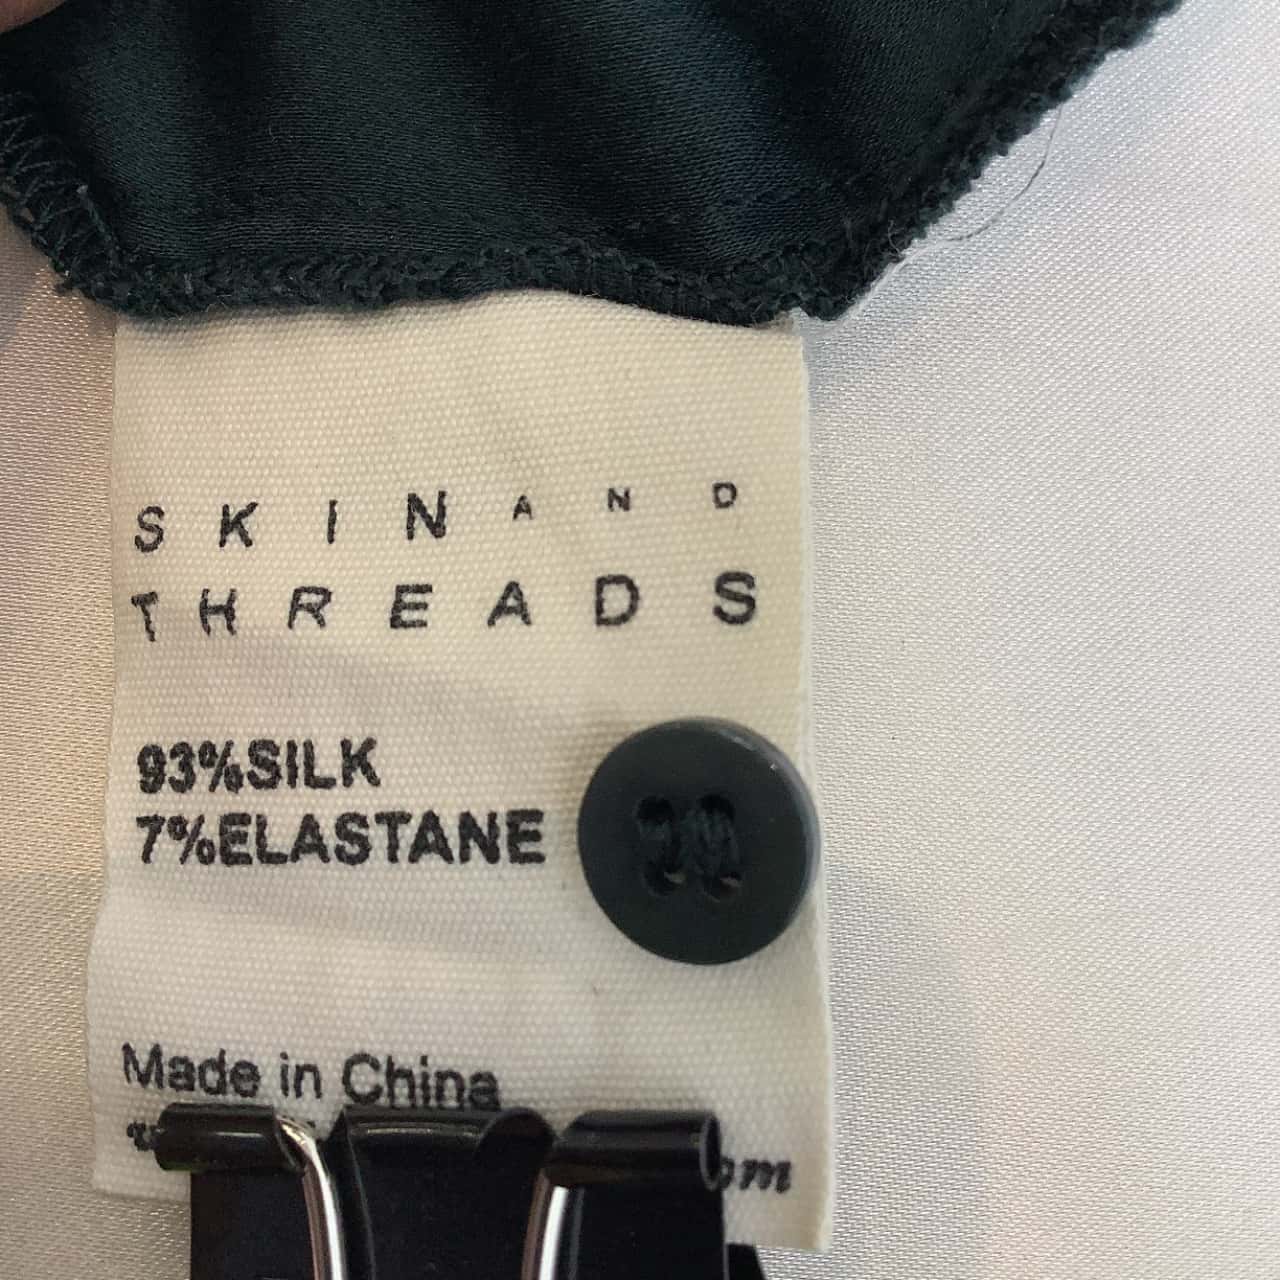 SKIN AND
THREADS
93%SILK
7%ELASTANE
Made in China